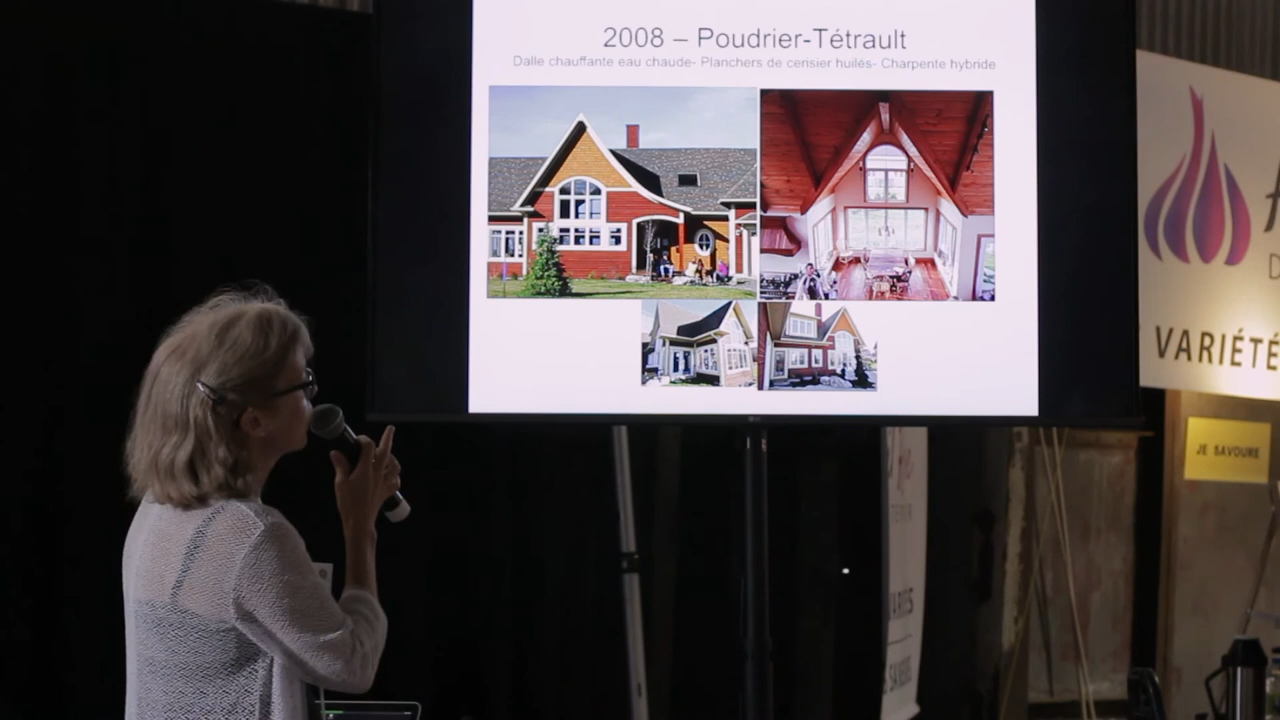 2008 – Poudrier-Tétrault
Dalle chauffante eau chaude- Planchers de cerisier huilés- Charpente hybride
VARIÉTÉ
JE SAVOURE